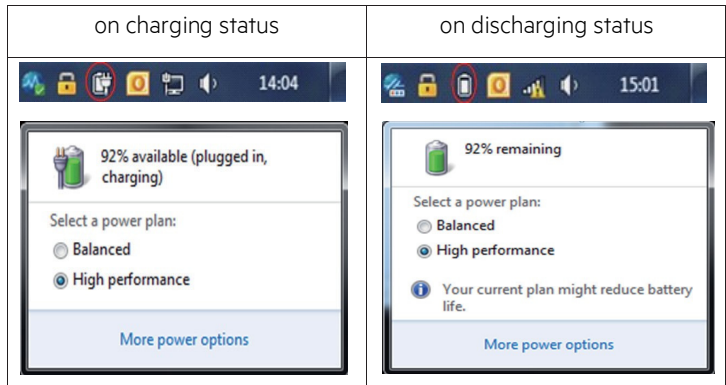 on charging status
on discharging status
14:04
15:01
92% available (plugged in,
charging)
Select a power plan:
Balanced
High performance
More power options
92% remaining
Select a power plan:
Balanced
High performance
Your current plan might reduce battery
life.
More power options